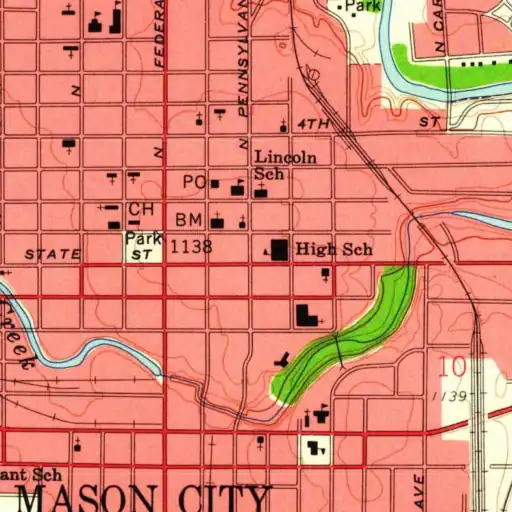 Park
N CAR
FEDERA
PENNSYLVAN
N
N
N
4TH ST
Lincoln
Sch
PO
CH
BM
1138
Park
STATE ST
High Sch
Creek
10
1139
ant Sch
MASON CITY
AVE